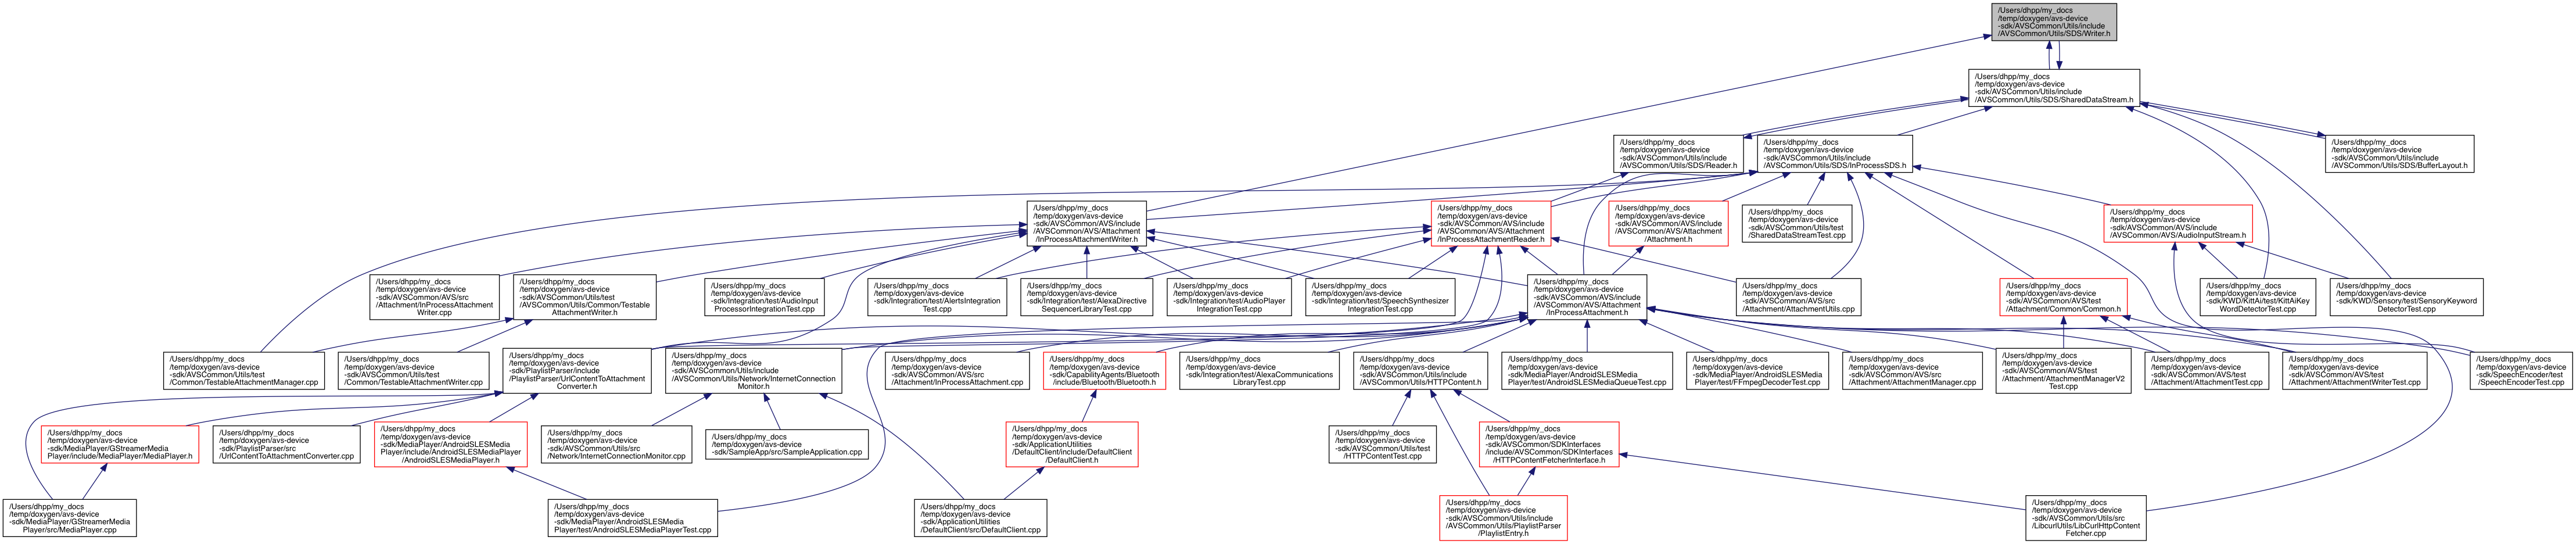 /Users/dhpp/my_docs
/temp/doxygen/avs-device
-sdk/AVSCommon/Utils/include
/AVSCommon/Utils/SDS/Writer.h
/Users/dhpp/my_docs
/temp/doxygen/avs-device
-sdk/AVSCommon/Utils/include
/AVSCommon/Utils/SDS/SharedDataStream.h
/Users/dhpp/my_docs
/temp/doxygen/avs-device
-sdk/AVSCommon/Utils/include
/AVSCommon/Utils/SDS/Reader.h
/Users/dhpp/my_docs
/temp/doxygen/avs-device
-sdk/AVSCommon/Utils/include
/AVSCommon/Utils/SDS/InProcessSDS.h
/Users/dhpp/my_docs
/temp/doxygen/avs-device
-sdk/AVSCommon/Utils/include
/AVSCommon/Utils/SDS/BufferLayout.h
/Users/dhpp/my_docs
/temp/doxygen/avs-device
-sdk/AVSCommon/AVS/include
/AVSCommon/AVS/Attachment
/InProcessAttachmentWriter.h
/Users/dhpp/my_docs
/temp/doxygen/avs-device
-sdk/AVSCommon/AVS/include
/AVSCommon/AVS/Attachment
/InProcessAttachmentReader.h
/Users/dhpp/my_docs
/temp/doxygen/avs-device
-sdk/AVSCommon/AVS/include
/AVSCommon/AVS/Attachment
/Attachment.h
/Users/dhpp/my_docs
/temp/doxygen/avs-device
-sdk/AVSCommon/Utils/test
/SharedDataStreamTest.cpp
/Users/dhpp/my_docs
/temp/doxygen/avs-device
-sdk/AVSCommon/AVS/include
/AVSCommon/AVS/AudioInputStream.h
/Users/dhpp/my_docs
/temp/doxygen/avs-device
-sdk/AVSCommon/AVS/src
/Attachment/InProcessAttachment
Writer.cpp
/Users/dhpp/my_docs
/temp/doxygen/avs-device
-sdk/AVSCommon/Utils/test
/AVSCommon/Utils/Common/Testable
AttachmentWriter.h
/Users/dhpp/my_docs
/temp/doxygen/avs-device
-sdk/Integration/test/AudioInput
ProcessorIntegrationTest.cpp
/Users/dhpp/my_docs
/temp/doxygen/avs-device
-sdk/Integration/test/AlertsIntegration
Test.cpp
/Users/dhpp/my_docs
/temp/doxygen/avs-device
-sdk/Integration/test/AlexaDirective
SequencerLibraryTest.cpp
/Users/dhpp/my_docs
/temp/doxygen/avs-device
-sdk/Integration/test/AudioPlayer
IntegrationTest.cpp
/Users/dhpp/my_docs
/temp/doxygen/avs-device
-sdk/Integration/test/SpeechSynthesizer
IntegrationTest.cpp
/Users/dhpp/my_docs
/temp/doxygen/avs-device
-sdk/AVSCommon/AVS/include
/AVSCommon/AVS/Attachment
/InProcessAttachment.h
/Users/dhpp/my_docs
/temp/doxygen/avs-device
-sdk/AVSCommon/AVS/src
/Attachment/AttachmentUtils.cpp
/Users/dhpp/my_docs
/temp/doxygen/avs-device
-sdk/AVSCommon/AVS/test
/Attachment/Common/Common.h
/Users/dhpp/my_docs
/temp/doxygen/avs-device
-sdk/KWD/KittAi/test/KittAiKey
WordDetectorTest.cpp
/Users/dhpp/my_docs
/temp/doxygen/avs-device
-sdk/KWD/Sensory/test/SensoryKeyword
DetectorTest.cpp
/Users/dhpp/my_docs
/temp/doxygen/avs-device
-sdk/AVSCommon/Utils/test
/Common/TestableAttachmentManager.cpp
/Users/dhpp/my_docs
/temp/doxygen/avs-device
-sdk/AVSCommon/Utils/test
/Common/TestableAttachmentWriter.cpp
/Users/dhpp/my_docs
/temp/doxygen/avs-device
-sdk/PlaylistParser/include
/PlaylistParser/UrlContentToAttachment
Converter.h
/Users/dhpp/my_docs
/temp/doxygen/avs-device
-sdk/AVSCommon/Utils/include
/AVSCommon/Utils/Network/InternetConnection
Monitor.h
/Users/dhpp/my_docs
/temp/doxygen/avs-device
-sdk/AVSCommon/AVS/src
/Attachment/InProcessAttachment.cpp
/Users/dhpp/my_docs
/temp/doxygen/avs-device
-sdk/CapabilityAgents/Bluetooth
/include/Bluetooth/Bluetooth.h
/Users/dhpp/my_docs
/temp/doxygen/avs-device
-sdk/Integration/test/AlexaCommunications
LibraryTest.cpp
/Users/dhpp/my_docs
/temp/doxygen/avs-device
-sdk/AVSCommon/Utils/include
/AVSCommon/Utils/HTTPContent.h
/Users/dhpp/my_docs
/temp/doxygen/avs-device
-sdk/MediaPlayer/AndroidSLESMedia
Player/test/AndroidSLESMediaQueueTest.cpp
/Users/dhpp/my_docs
/temp/doxygen/avs-device
-sdk/MediaPlayer/AndroidSLESMedia
Player/test/FFmpegDecoderTest.cpp
/Users/dhpp/my_docs
/temp/doxygen/avs-device
-sdk/AVSCommon/AVS/src
/Attachment/AttachmentManager.cpp
/Users/dhpp/my_docs
/temp/doxygen/avs-device
-sdk/AVSCommon/AVS/test
/Attachment/AttachmentManagerV2
Test.cpp
/Users/dhpp/my_docs
/temp/doxygen/avs-device
-sdk/AVSCommon/AVS/test
/Attachment/AttachmentTest.cpp
/Users/dhpp/my_docs
/temp/doxygen/avs-device
-sdk/AVSCommon/AVS/test
/Attachment/AttachmentWriterTest.cpp
/Users/dhpp/my_docs
/temp/doxygen/avs-device
-sdk/SpeechEncoder/test
/SpeechEncoderTest.cpp
/Users/dhpp/my_docs
/temp/doxygen/avs-device
-sdk/MediaPlayer/GStreamerMedia
Player/include/MediaPlayer/MediaPlayer.h
/Users/dhpp/my_docs
/temp/doxygen/avs-device
-sdk/PlaylistParser/src
/UrlContentToAttachmentConverter.cpp
/Users/dhpp/my_docs
/temp/doxygen/avs-device
-sdk/MediaPlayer/AndroidSLESMedia
Player/include/AndroidSLESMediaPlayer
/AndroidSLESMediaPlayer.h
/Users/dhpp/my_docs
/temp/doxygen/avs-device
-sdk/AVSCommon/Utils/src
/Network/InternetConnectionMonitor.cpp
/Users/dhpp/my_docs
/temp/doxygen/avs-device
-sdk/SampleApp/src/SampleApplication.cpp
/Users/dhpp/my_docs
/temp/doxygen/avs-device
-sdk/ApplicationUtilities
/DefaultClient/include/DefaultClient
/DefaultClient.h
/Users/dhpp/my_docs
/temp/doxygen/avs-device
-sdk/AVSCommon/Utils/test
/HTTPContentTest.cpp
/Users/dhpp/my_docs
/temp/doxygen/avs-device
-sdk/AVSCommon/SDKInterfaces
/include/AVSCommon/SDKInterfaces
/HTTPContentFetcherInterface.h
/Users/dhpp/my_docs
/temp/doxygen/avs-device
-sdk/MediaPlayer/GStreamerMedia
Player/src/MediaPlayer.cpp
/Users/dhpp/my_docs
/temp/doxygen/avs-device
-sdk/MediaPlayer/AndroidSLESMedia
Player/test/AndroidSLESMediaPlayerTest.cpp
/Users/dhpp/my_docs
/temp/doxygen/avs-device
-sdk/ApplicationUtilities
/DefaultClient/src/DefaultClient.cpp
/Users/dhpp/my_docs
/temp/doxygen/avs-device
-sdk/AVSCommon/Utils/include
/AVSCommon/Utils/PlaylistParser
/PlaylistEntry.h
/Users/dhpp/my_docs
/temp/doxygen/avs-device
-sdk/AVSCommon/Utils/src
/LibcurlUtils/LibCurlHttpContent
Fetcher.cpp